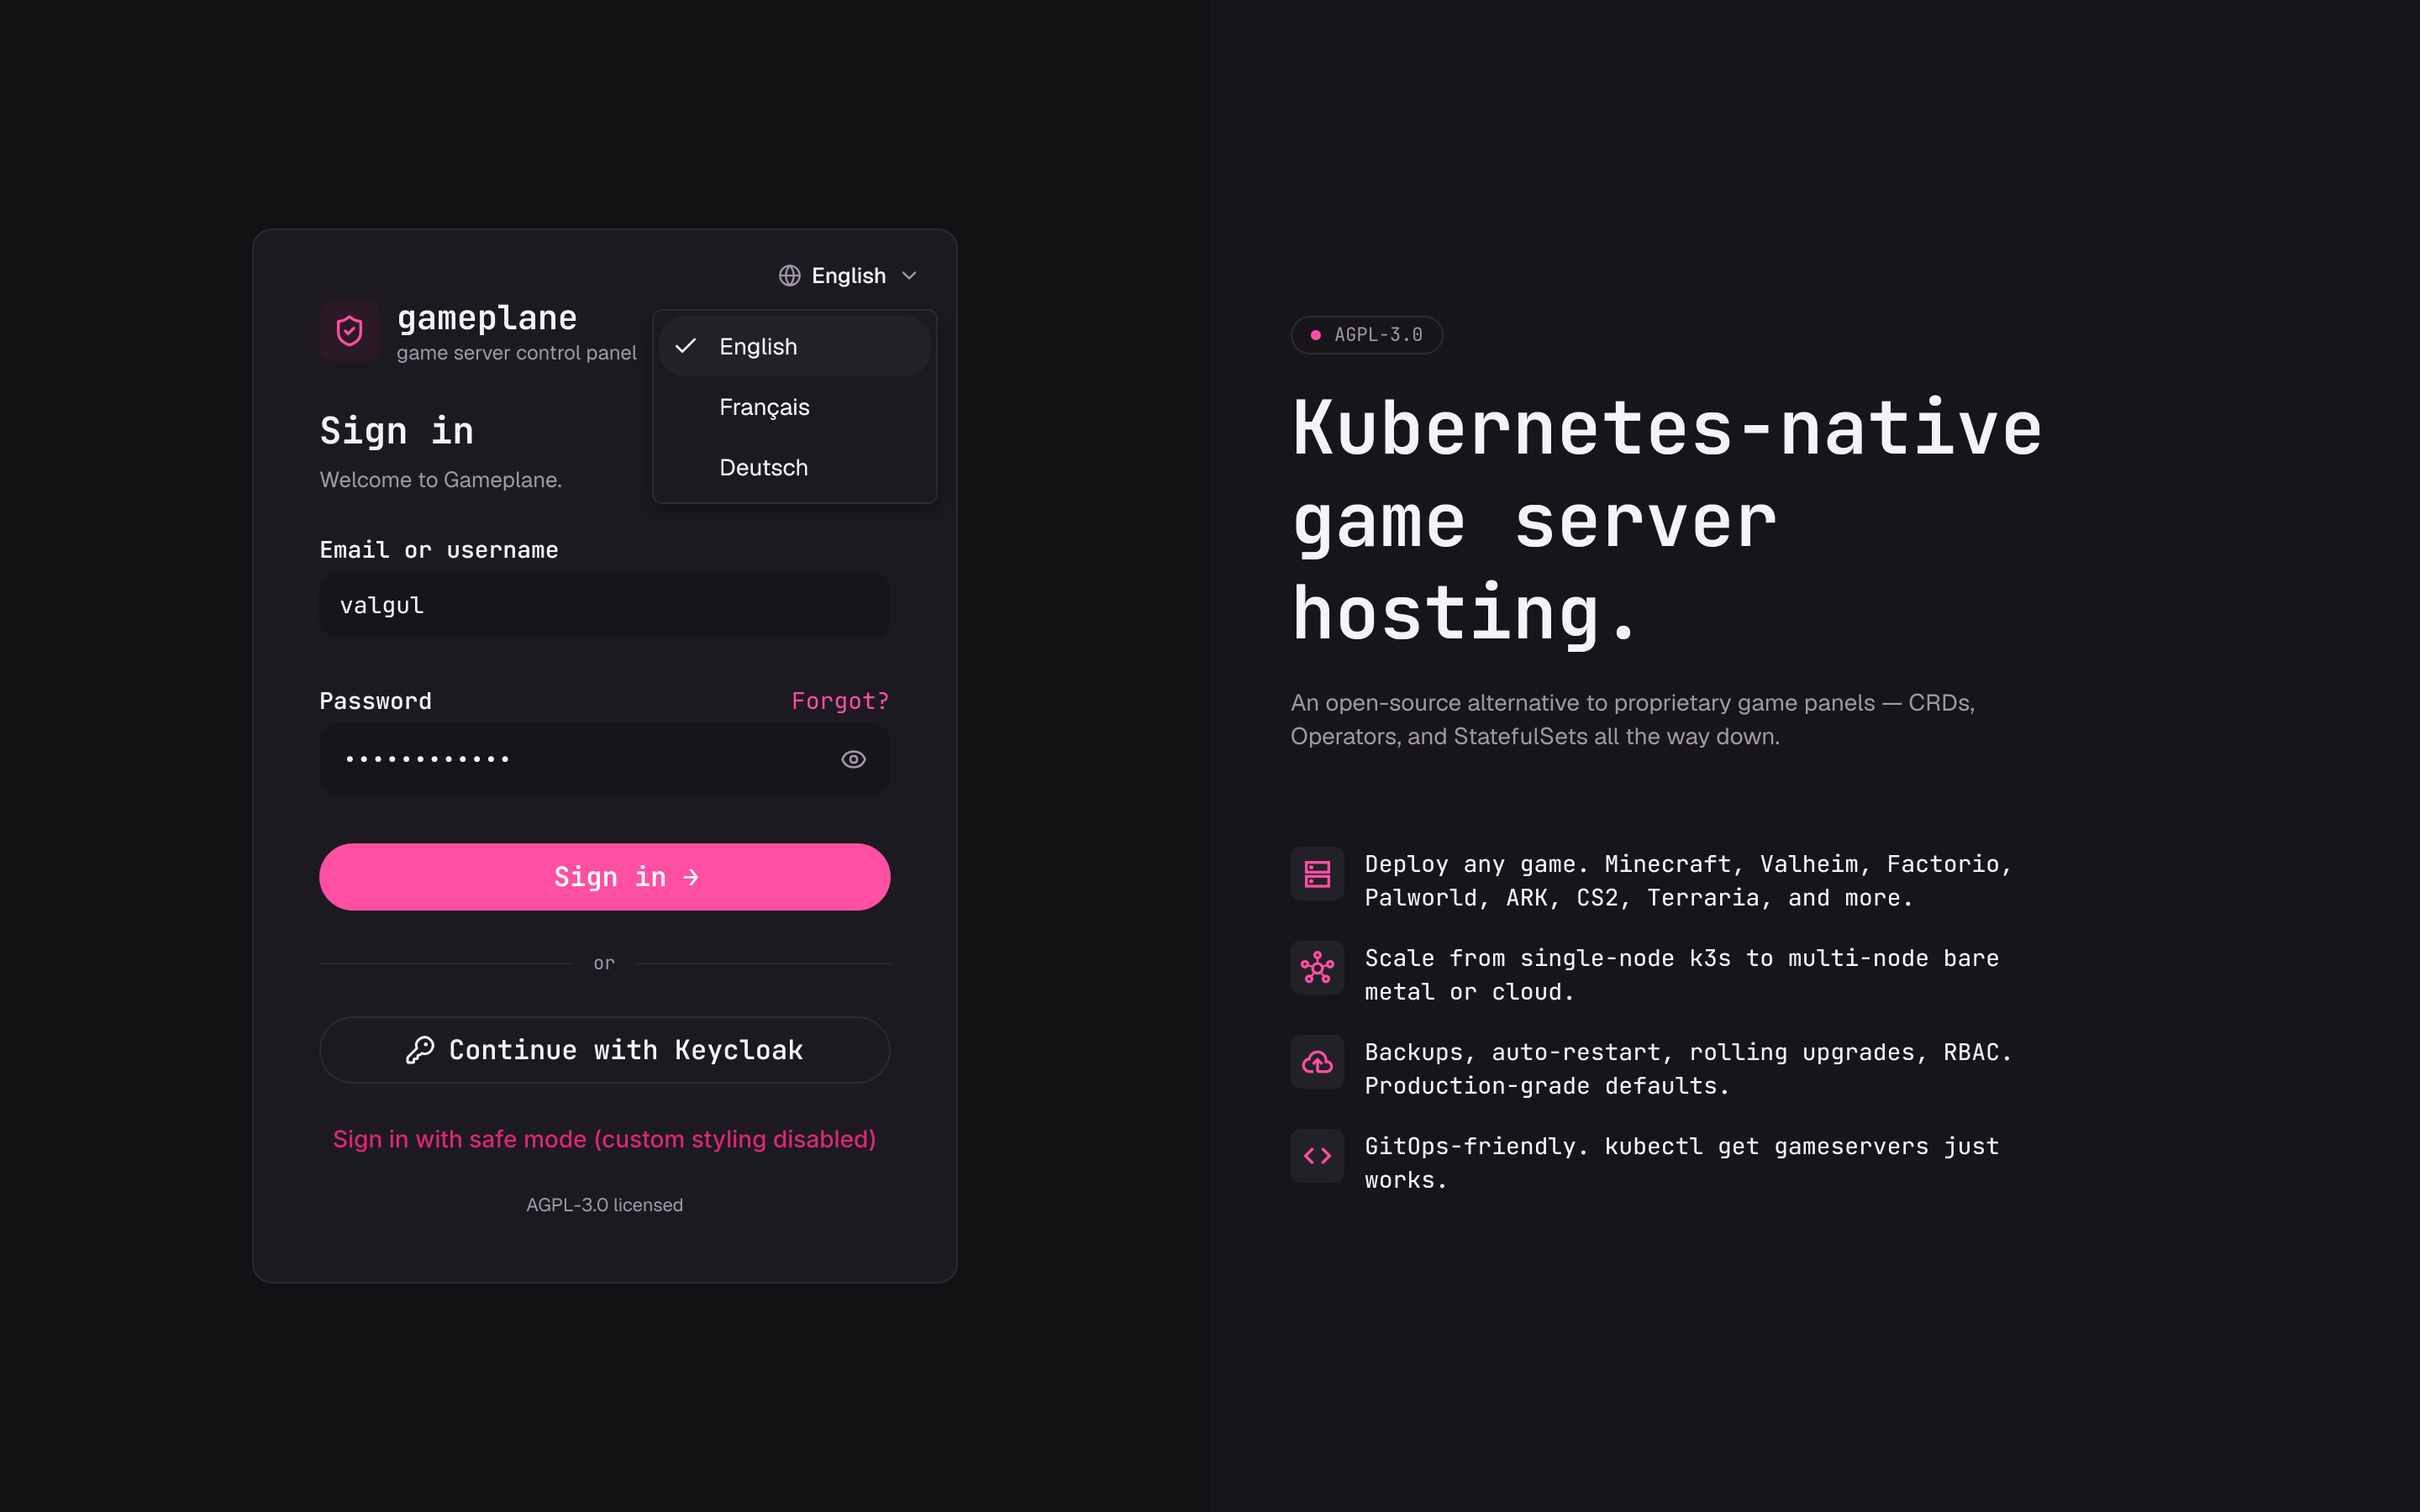 English
gameplane
game server control panel
English
Français
Deutsch
Sign in
Welcome to Gameplane.
Email or username
valgul
Password
Forgot?
••••••••••••
Sign in →
or
Continue with Keycloak
Sign in with safe mode (custom styling disabled)
AGPL-3.0 licensed
AGPL-3.0
Kubernetes-native
game server
hosting.
An open-source alternative to proprietary game panels — CRDs,
Operators, and StatefulSets all the way down.
Deploy any game. Minecraft, Valheim, Factorio,
Palworld, ARK, CS2, Terraria, and more.
Scale from single-node k3s to multi-node bare
metal or cloud.
Backups, auto-restart, rolling upgrades, RBAC.
Production-grade defaults.
GitOps-friendly. kubectl get gameservers just
works.